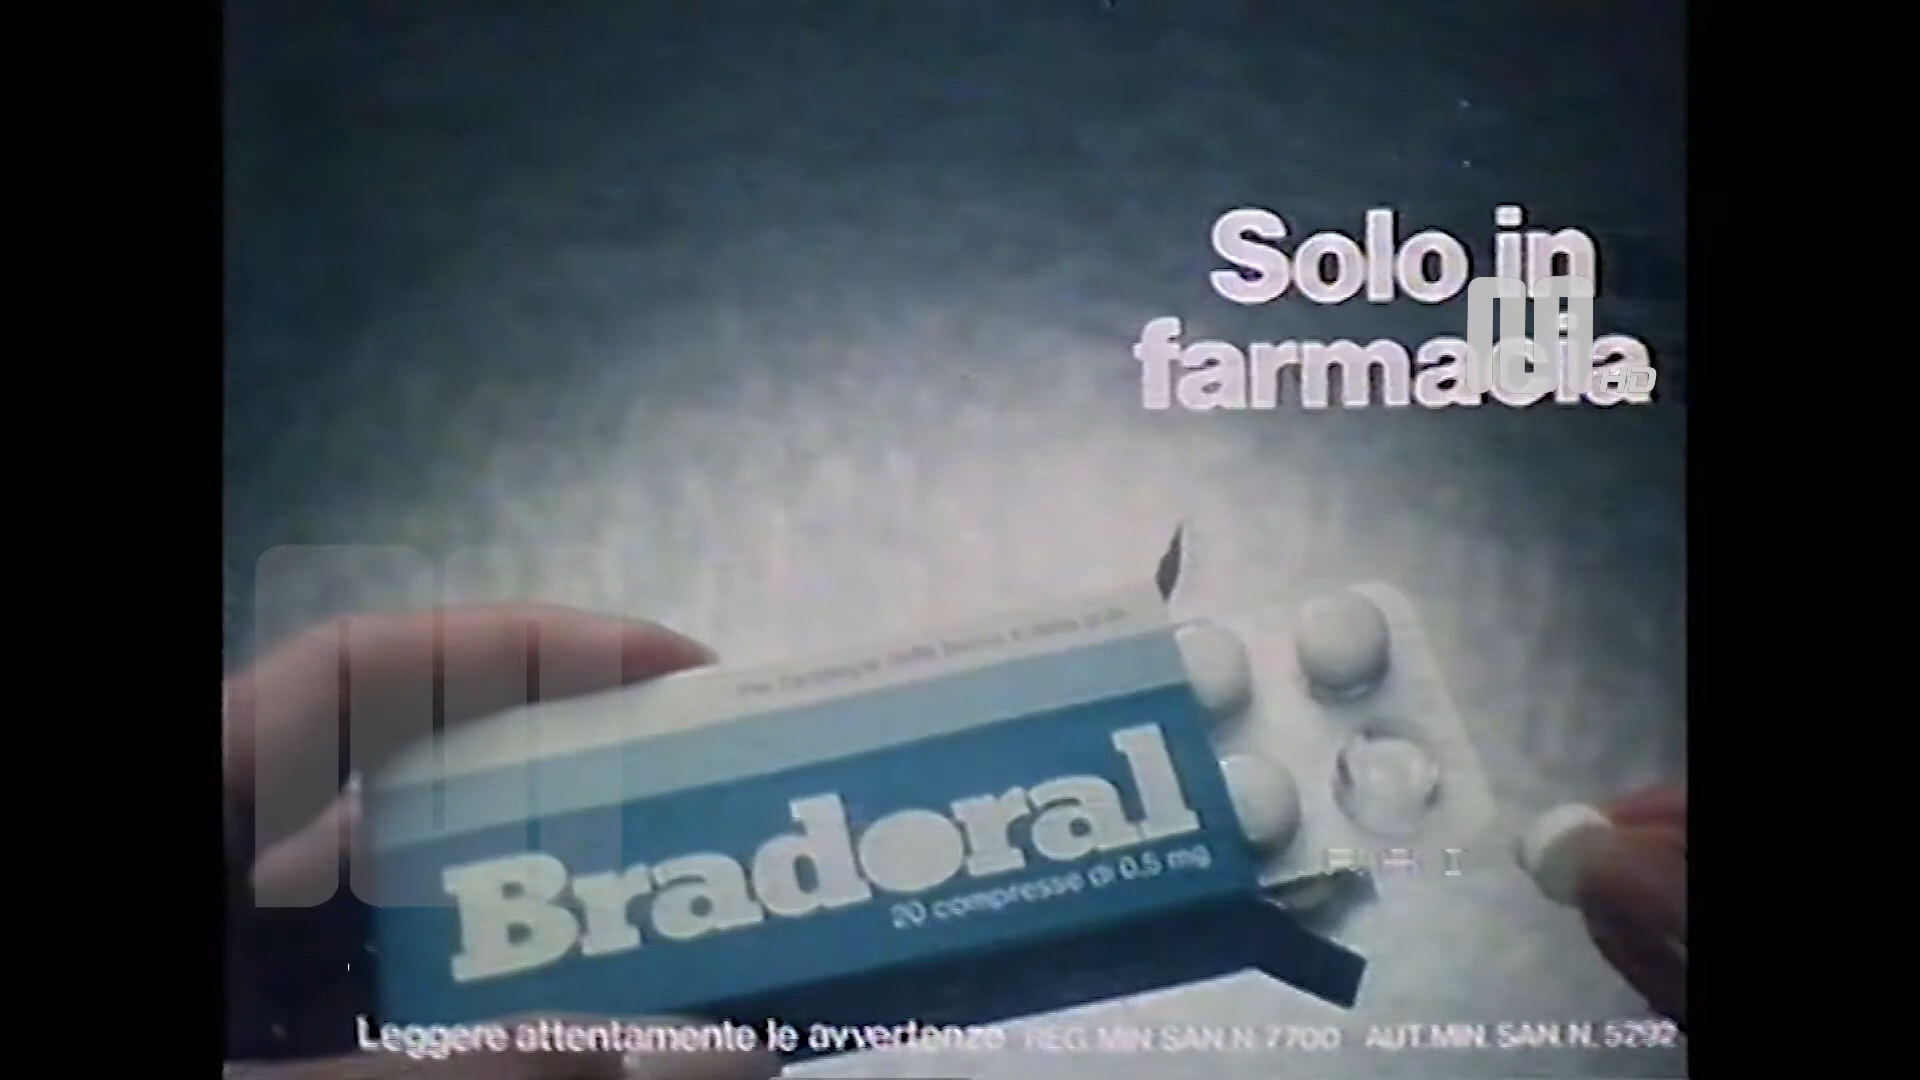 Solo in
farmacia
HD
Bradoral
20 compresse di 0,5 mg
Leggere attentamente le avvertenze REG.MIN.SAN.N.7700 AUT.MIN.SAN.N.5292